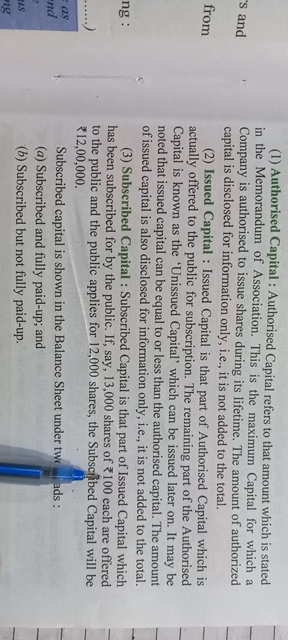 's and
from
ng :
......)
as
and
us
ng
(1) Authorised Capital : Authorised Capital refers to that amount which is stated
in the Memorandum of Association. This is the maximum Capital for which a
Company is authorised to issue shares during its lifetime. The amount of authorized
capital is disclosed for information only, i.e., it is not added to the total.
(2) Issued Capital : Issued Capital is that part of Authorised Capital which is
actually offered to the public for subscription. The remaining part of the Authorised
Capital is known as the 'Unissued Capital' which can be issued later on. It may be
noted that issued capital can be equal to or less than the authorised capital. The amount
of issued capital is also disclosed for information only, i.e., it is not added to the total.
(3) Subscribed Capital : Subscribed Capital is that part of Issued Capital which
has been subscribed for by the public. If, say, 13,000 shares of ₹100 each are offered
to the public and the public applies for 12,000 shares, the Subscribed Capital will be
₹12,00,000.
Subscribed capital is shown in the Balance Sheet under two ads :
(a) Subscribed and fully paid-up; and
(b) Subscribed but not fully paid-up.